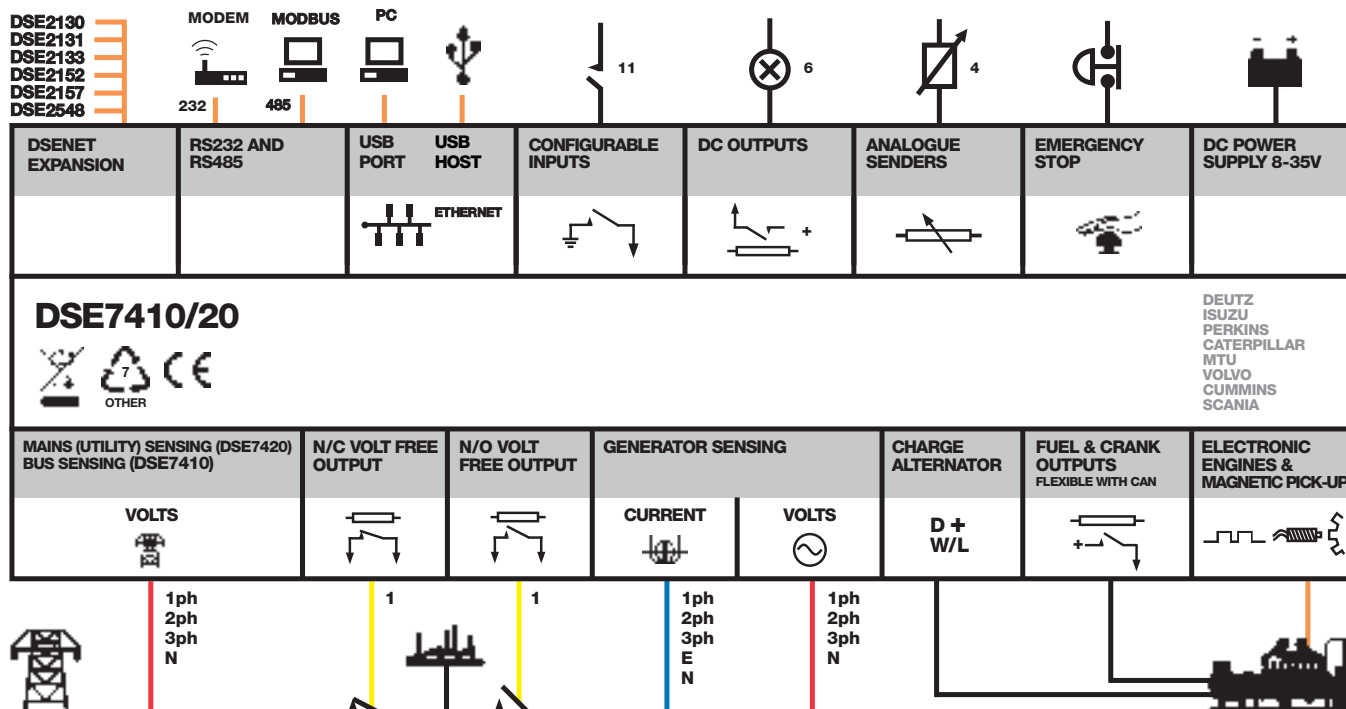 DSE2130
DSE2131
DSE2133
DSE2152
DSE2157
DSE2548
MODEM
MODBUS
PC
232
485
11
6
4
- +
DSENET
EXPANSION
RS232 AND
RS485
USB
PORT
USB
HOST
CONFIGURABLE
INPUTS
DC OUTPUTS
ANALOGUE
SENDERS
EMERGENCY
STOP
DC POWER
SUPPLY 8-35V
ETHERNET
+
DSE7410/20
7
OTHER
CE
DEUTZ
ISUZU
PERKINS
CATERPILLAR
MTU
VOLVO
CUMMINS
SCANIA
MAINS (UTILITY) SENSING (DSE7420)
BUS SENSING (DSE7410)
N/C VOLT FREE
OUTPUT
N/O VOLT
FREE OUTPUT
GENERATOR SENSING
CHARGE
ALTERNATOR
FUEL & CRANK
OUTPUTS
FLEXIBLE WITH CAN
ELECTRONIC
ENGINES &
MAGNETIC PICK-UP
VOLTS
CURRENT
VOLTS
D +
W/L
+
1ph
2ph
3ph
N
1
1
1ph
2ph
3ph
E
N
1ph
2ph
3ph
N